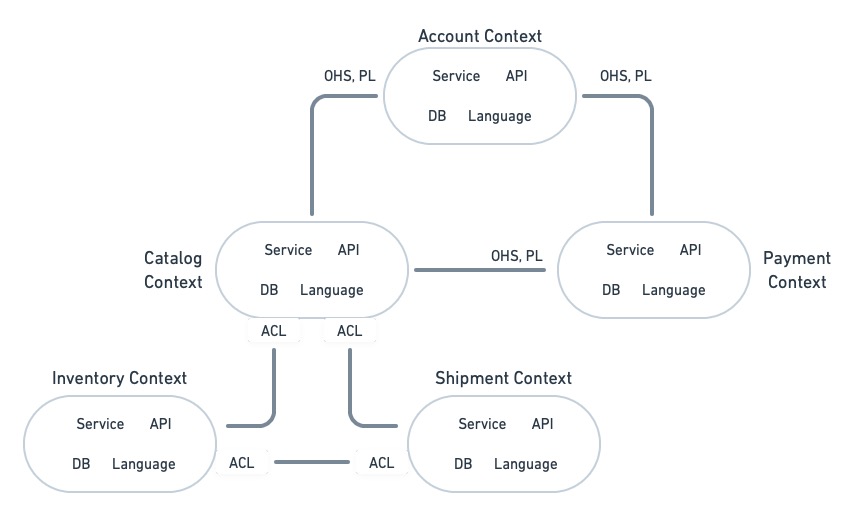 Account Context
OHS, PL
Service API
OHS, PL
DB Language
Catalog
Context
Service API
DB Language
OHS, PL
Service API
DB Language
Payment
Context
ACL
ACL
Inventory Context
Service API
DB Language
ACL
Shipment Context
Service API
DB Language
ACL